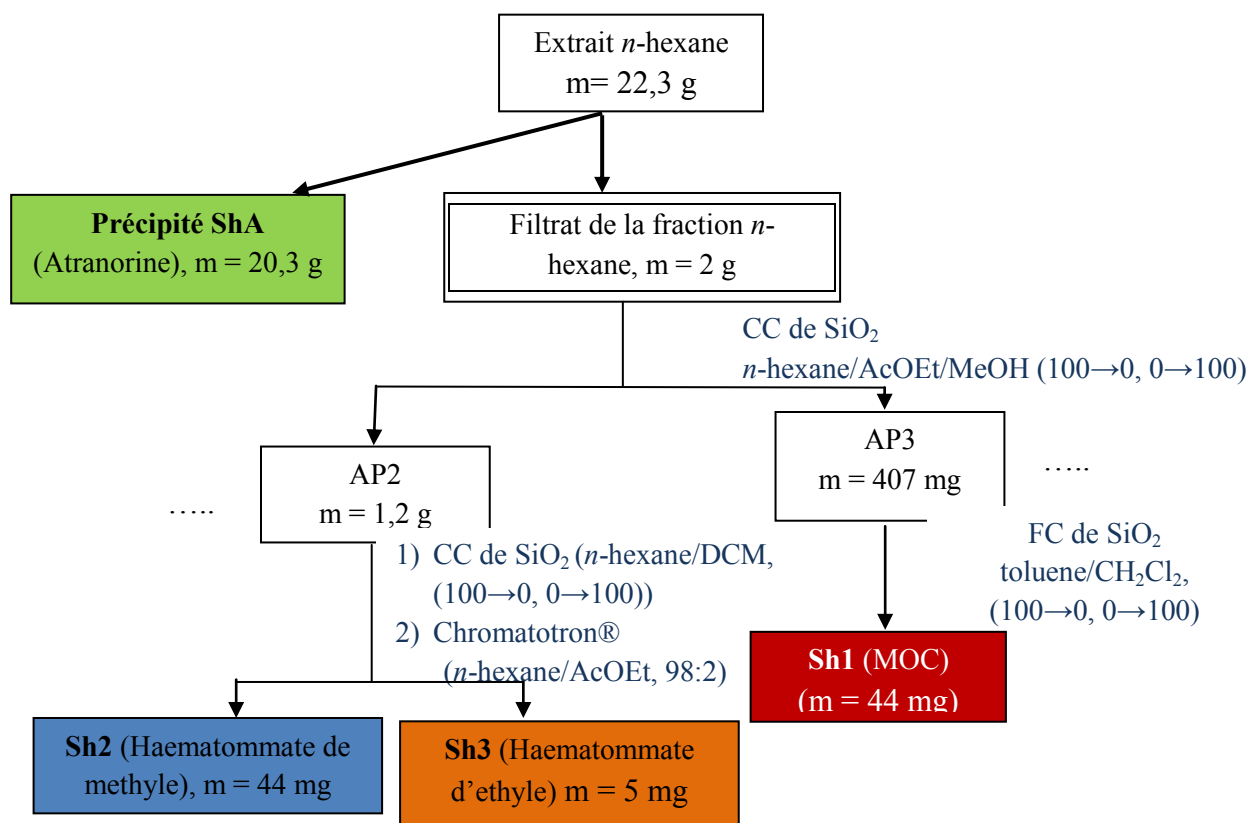 Extrait n-hexane
m= 22,3 g
Précipité ShA
(Atranorine), m = 20,3 g
Filtrat de la fraction n-
hexane, m = 2 g
CC de SiO₂
n-hexane/AcOEt/MeOH (100→0, 0→100)
AP2
m = 1,2 g
…..
AP3
m = 407 mg
…..
1) CC de SiO₂ (n-hexane/DCM,
(100→0, 0→100))
2) Chromatotron®
(n-hexane/AcOEt, 98:2)
FC de SiO₂
toluene/CH₂Cl₂,
(100→0, 0→100)
Sh1 (MOC)
(m = 44 mg)
Sh2 (Haematommate de
methyle), m = 44 mg
Sh3 (Haematommate
d’ethyle) m = 5 mg